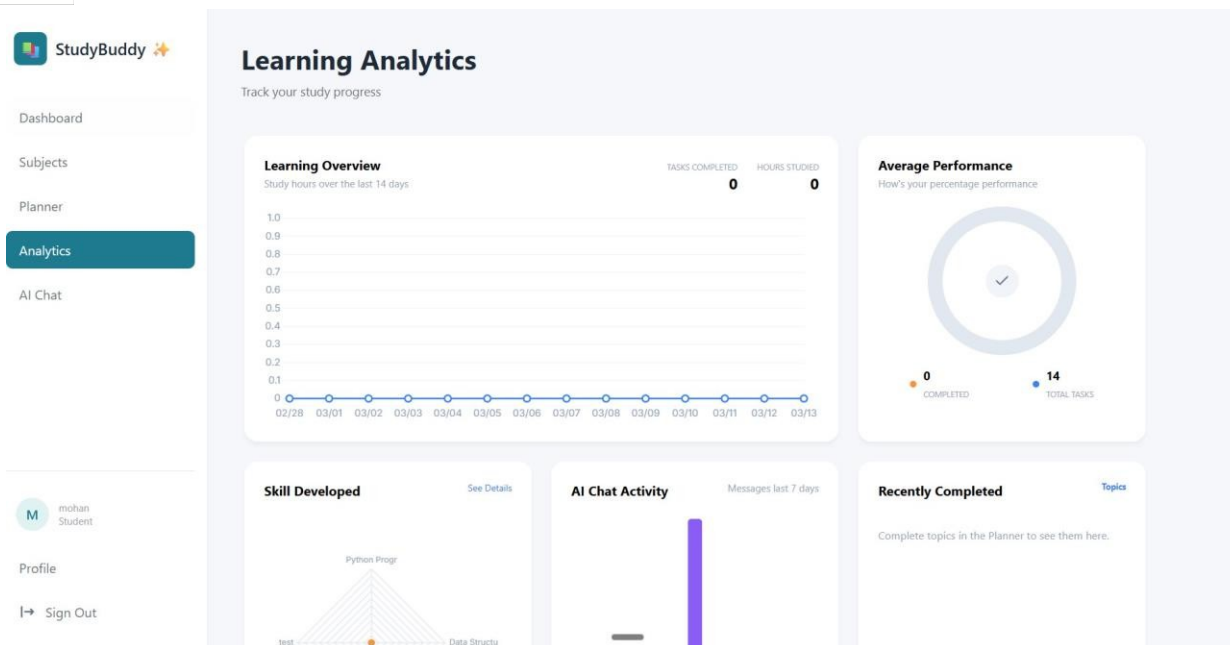 StudyBuddy ✨
Dashboard
Subjects
Planner
Analytics
AI Chat
M
mohan
Student
Profile
Sign Out
Learning Analytics
Track your study progress
Learning Overview
Study hours over the last 14 days
TASKS COMPLETED HOURS STUDIED
0 0
1.0
0.9
0.8
0.7
0.6
0.5
0.4
0.3
0.2
0.1
0
02/28 03/01 03/02 03/03 03/04 03/05 03/06 03/07 03/08 03/09 03/10 03/11 03/12 03/13
Average Performance
How's your percentage performance
0 14
COMPLETED TOTAL TASKS
Skill Developed See Details
Python Progr
test Data Structu
AI Chat Activity Messages last 7 days
Recently Completed Topics
Complete topics in the Planner to see them here.